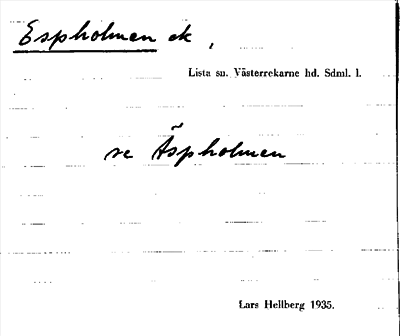 Espholmen ek,
Lista sn. Västerrekarne hd. Sdml. l.
se Äspholmen
Lars Hellberg 1935.